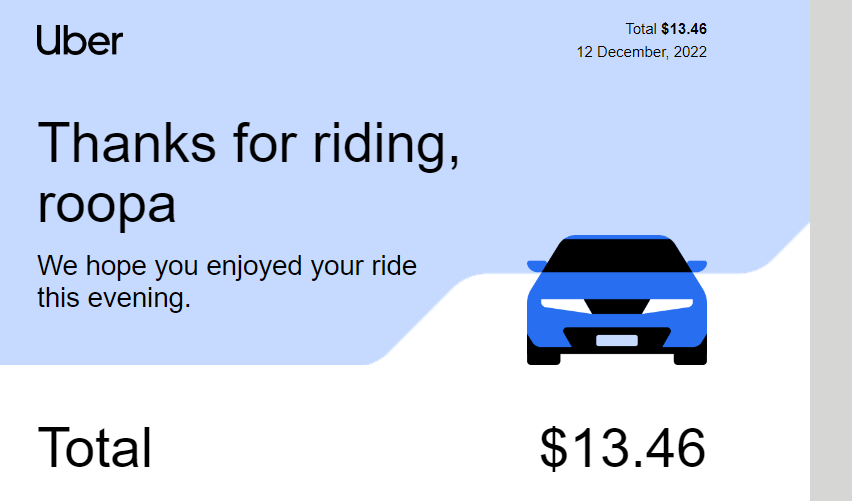 Uber
Total $13.46
12 December, 2022
Thanks for riding,
roopa
We hope you enjoyed your ride
this evening.
Total $13.46